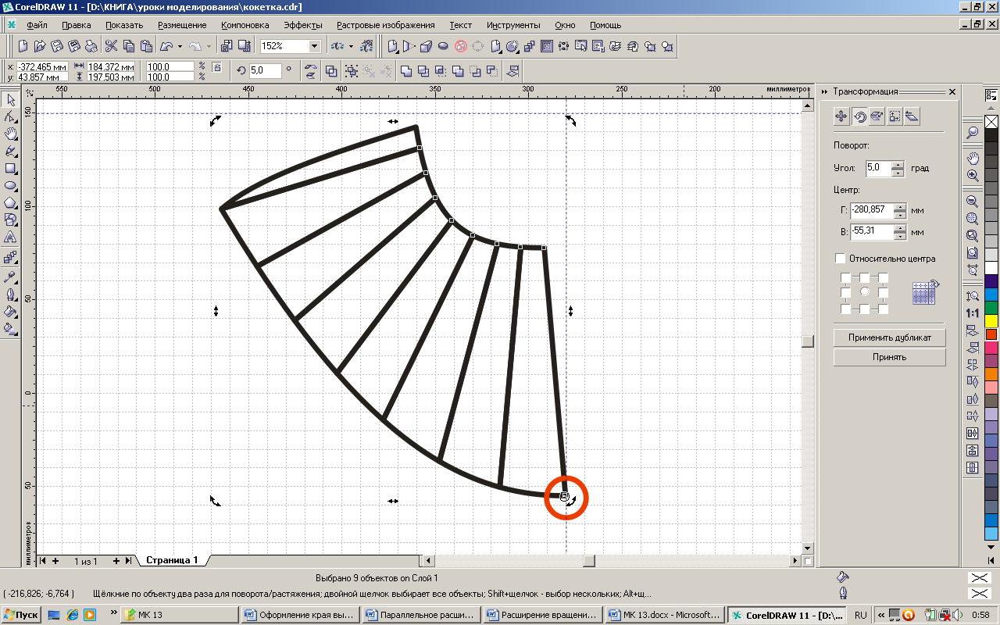 CorelDRAW 11 - [D:\КНИГА\уроки моделирования\кокетка.cdr]
Файл Правка Показать Размещение Компоновка Эффекты Растровые изображения Текст Инструменты Окно Помощь
152%
x: -372.465 мм 184.372 мм 100.0 % 5,0 °
y: 43.857 мм 197.503 мм 100.0 %
550 500 450 400 350 300 250 200 миллиметров
150
100
50
0
50
миллиметров
Трансформация
Поворот:
Угол: 5,0 град
Центр:
Г: -280,857 мм
В: -55,31 мм
Относительно центра
Применить дубликат
Принять
1:1
1 из 1 Страница 1
Выбрано 9 объектов on Слой 1
( -216,826; -6,764 ) Щёлкние по объекту два раза для поворота/растяжения; двойной щелчок выбирает все объекты; Shift+щелчок - выбор нескольких; Alt+щ...
Пуск » МК 13 Оформление края вы... Параллельное расши... Расширение вращени... МК 13.docx - Microsoft... CorelDRAW 11 - [D:\... RU « 0:58